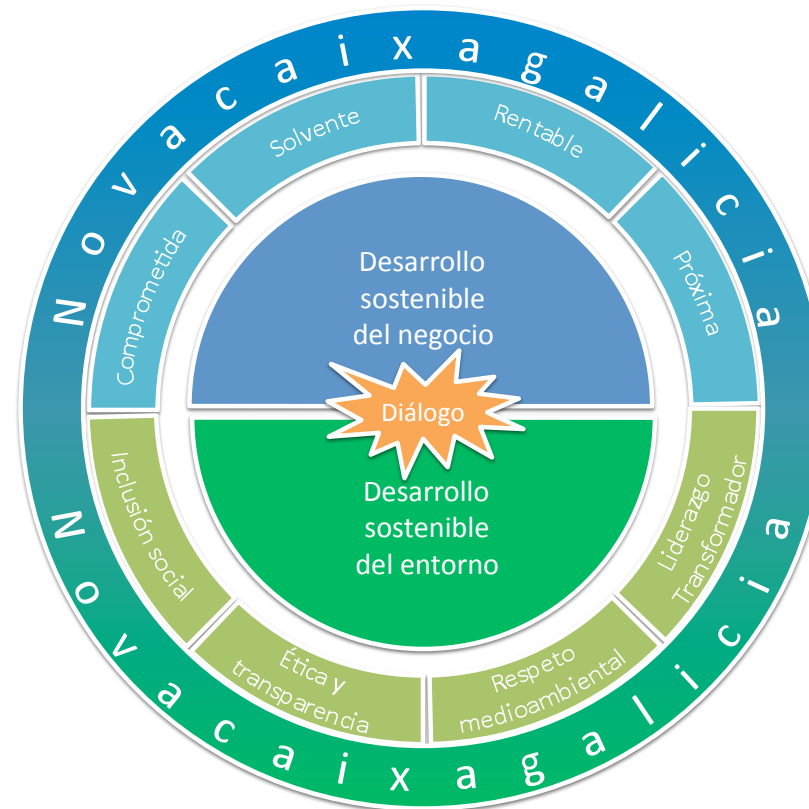 Novacaixagalicia
Solvente
Rentable
Comprometida
Próxima
Desarrollo
sostenible
del negocio
Diálogo
Desarrollo
sostenible
del entorno
Inclusión social
Liderazgo
Transformador
Ética y
transparencia
Respeto
medioambiental
Novacaixagalicia